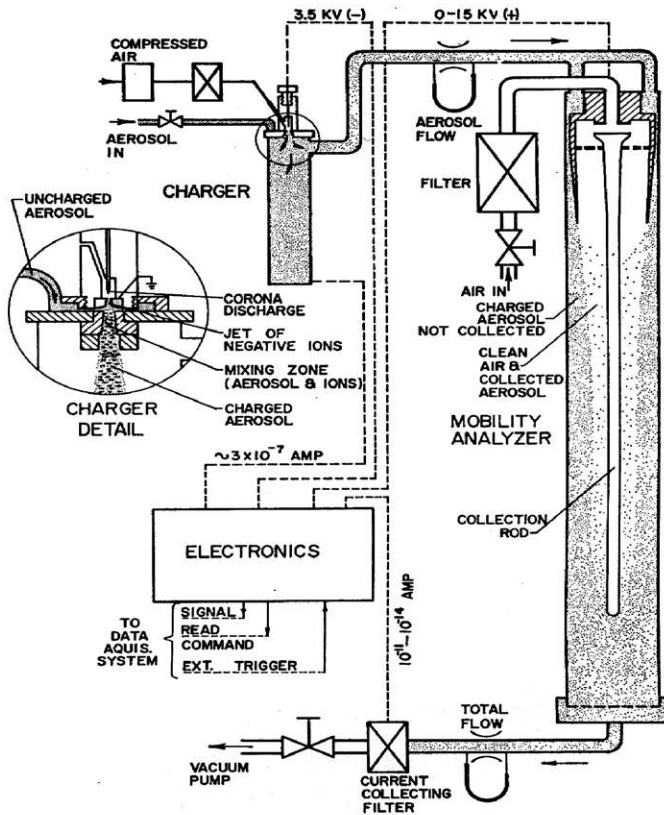 3.5 KV (-)
0-15 KV (+)
COMPRESSED
AIR
AEROSOL
IN
CHARGER
AEROSOL
FLOW
FILTER
AIR IN
UNCHARGED
AEROSOL
CORONA
DISCHARGE
JET OF
NEGATIVE IONS
MIXING ZONE
(AEROSOL & IONS)
CHARGED
AEROSOL
CHARGER
DETAIL
CHARGED
AEROSOL
NOT COLLECTED
CLEAN
AIR &
COLLECTED
AEROSOL
MOBILITY
ANALYZER
COLLECTION
ROD
~3×10⁻⁷ AMP
ELECTRONICS
10⁻¹¹-10⁻¹⁴ AMP
TO
DATA
AQUIS.
SYSTEM
SIGNAL
READ
COMMAND
EXT. TRIGGER
TOTAL
FLOW
VACUUM
PUMP
CURRENT
COLLECTING
FILTER